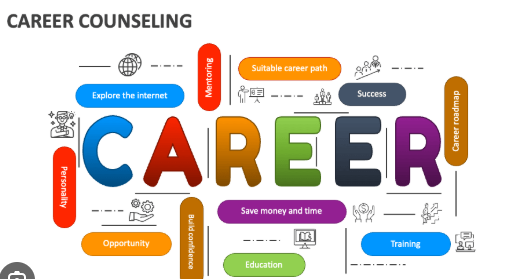 CAREER COUNSELING
Mentoring
Suitable career path
Explore the internet
Success
Career roadmap
CAREER
Personality
Build confidence
Save money and time
Opportunity
Training
Education